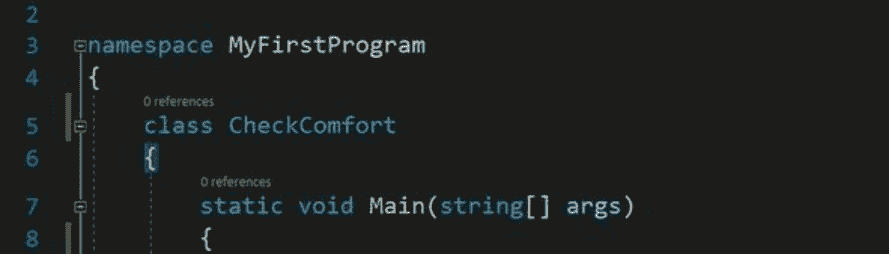 2
3 namespace MyFirstProgram
4 {
0 references
5 class CheckComfort
6 {
0 references
7 static void Main(string[] args)
8 {